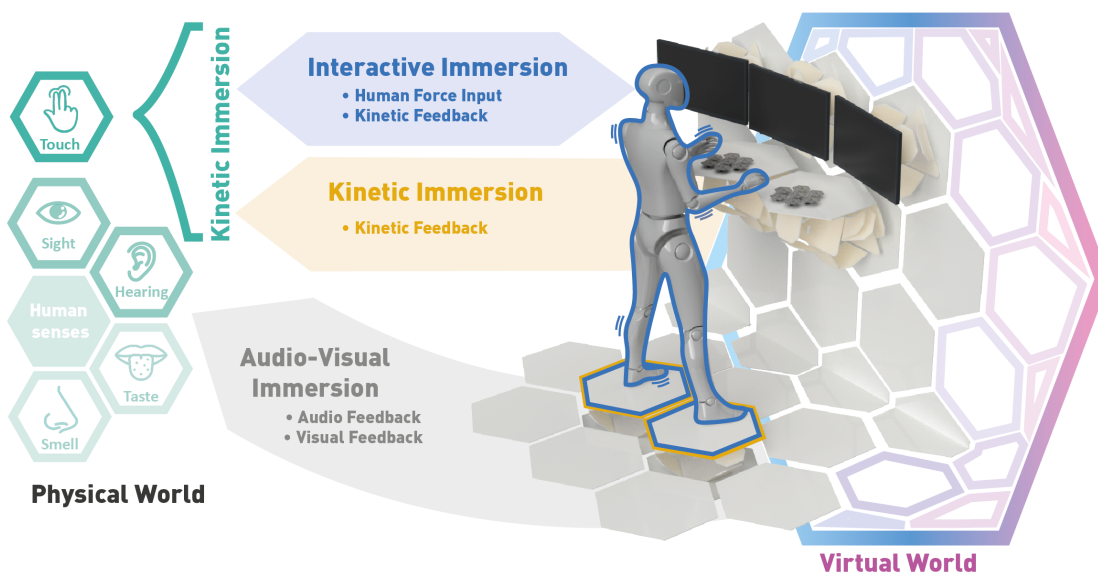 Touch
Sight
Hearing
Human
senses
Taste
Smell
Physical World
Kinetic Immersion
Interactive Immersion
• Human Force Input
• Kinetic Feedback
Kinetic Immersion
• Kinetic Feedback
Audio-Visual
Immersion
• Audio Feedback
• Visual Feedback
Virtual World